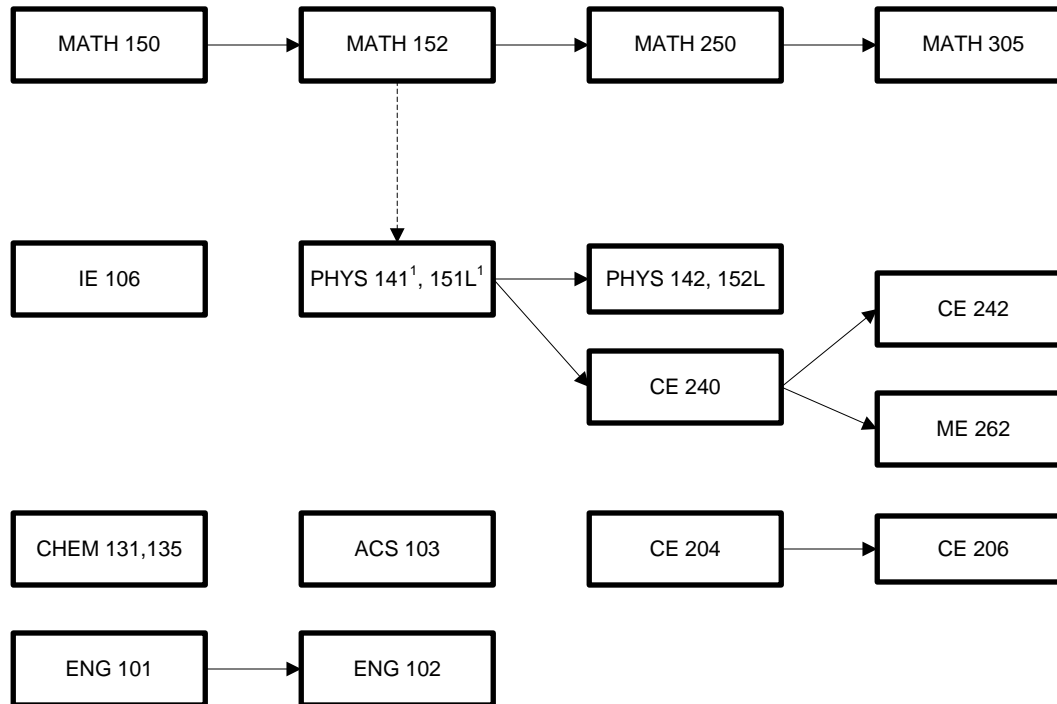 MATH 150
MATH 152
MATH 250
MATH 305
IE 106
PHYS 141¹, 151L¹
PHYS 142, 152L
CE 242
CE 240
ME 262
CHEM 131,135
ACS 103
CE 204
CE 206
ENG 101
ENG 102